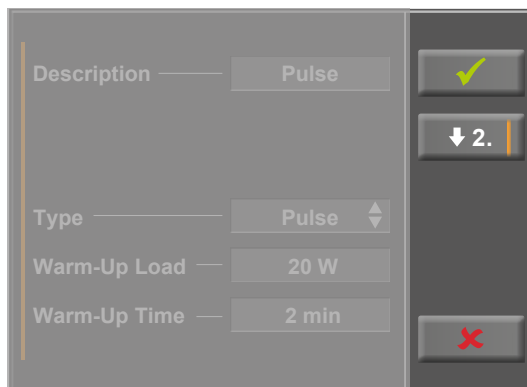 Description Pulse
2.
Type Pulse
Warm-Up Load 20 W
Warm-Up Time 2 min